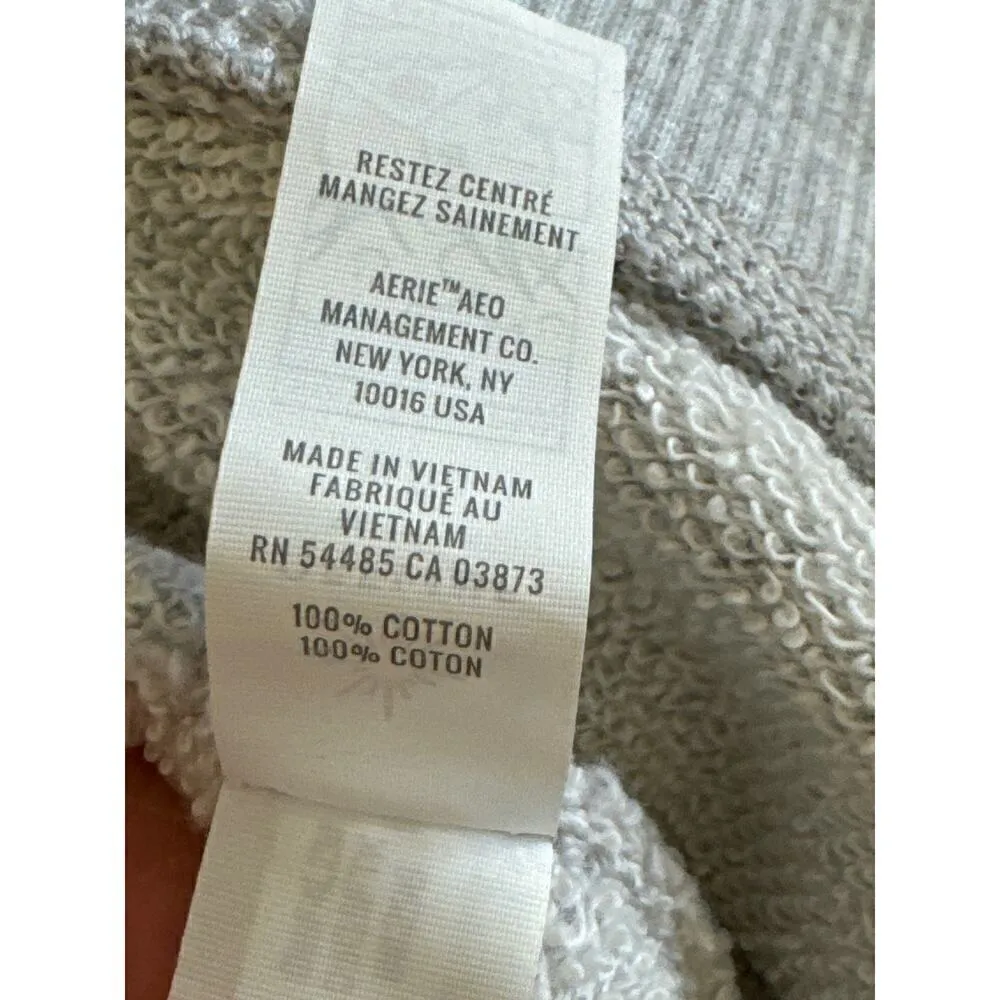 RESTEZ CENTRÉ
MANGEZ SAINEMENT
AERIE™AEO
MANAGEMENT CO.
NEW YORK, NY
10016 USA
MADE IN VIETNAM
FABRIQUÉ AU
VIETNAM
RN 54485 CA 03873
100% COTTON
100% COTON